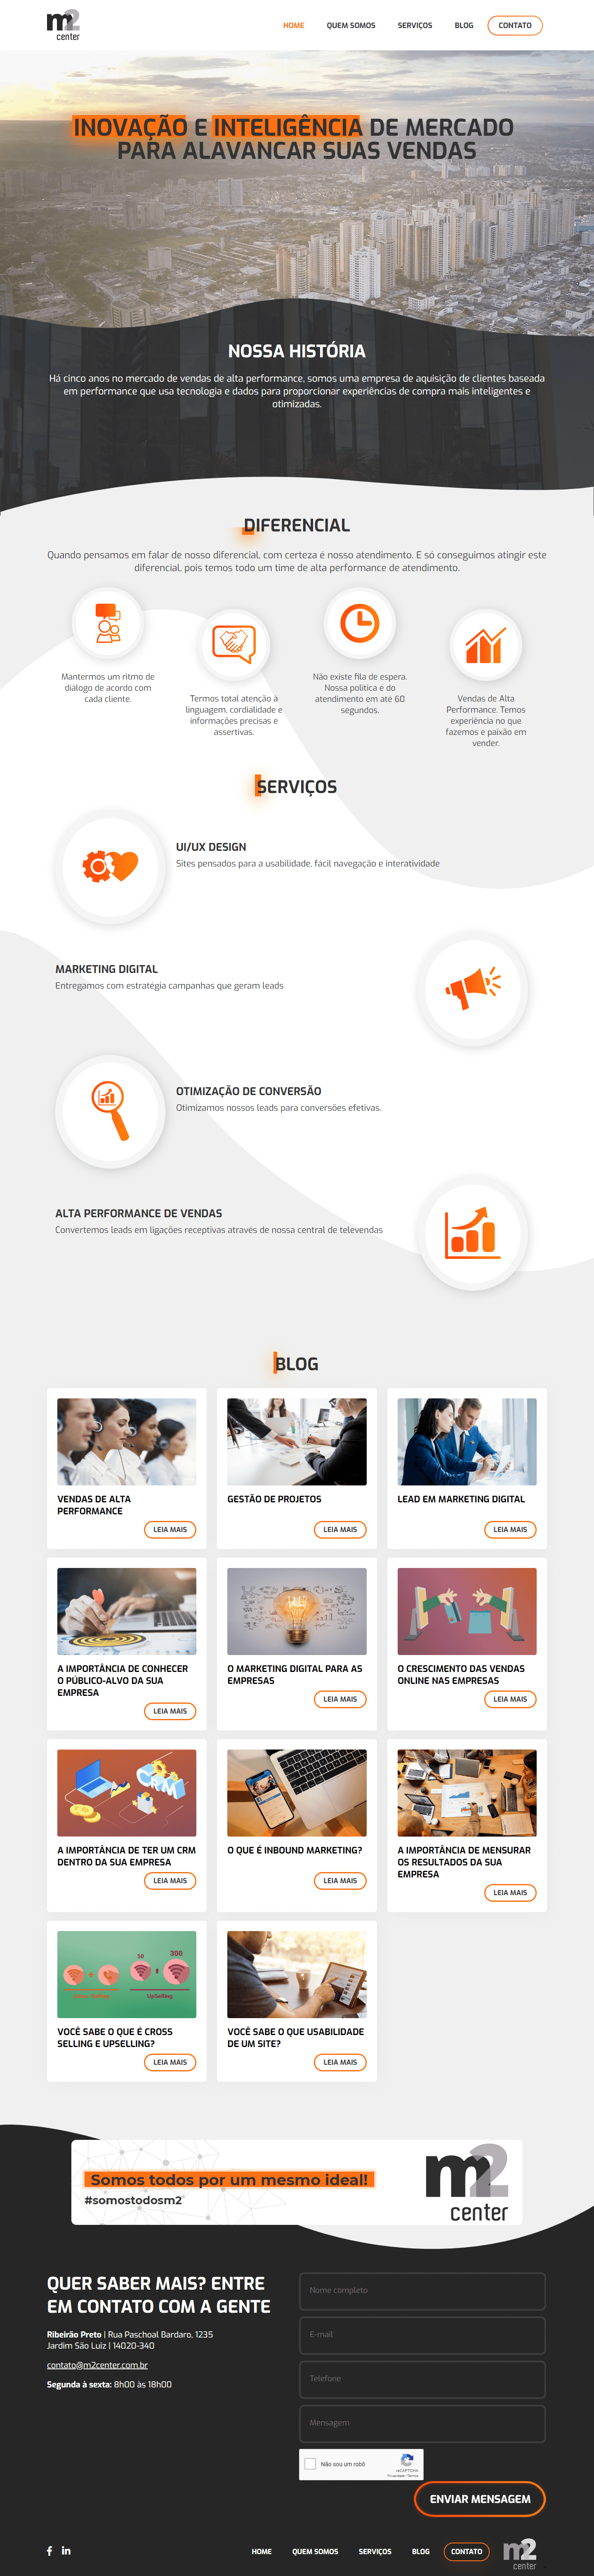 m2
center
HOME QUEM SOMOS SERVIÇOS BLOG CONTATO
INOVAÇÃO E INTELIGÊNCIA DE MERCADO
PARA ALAVANCAR SUAS VENDAS
NOSSA HISTÓRIA
Há cinco anos no mercado de vendas de alta performance, somos uma empresa de aquisição de clientes baseada
em performance que usa tecnologia e dados para proporcionar experiências de compra mais inteligentes e
otimizadas.
DIFERENCIAL
Quando pensamos em falar de nosso diferencial, com certeza é nosso atendimento. E só conseguimos atingir este
diferencial, pois temos todo um time de alta performance de atendimento.
Mantermos um ritmo de
diálogo de acordo com
cada cliente.
Termos total atenção à
linguagem, cordialidade e
informações precisas e
assertivas.
Não existe fila de espera.
Nossa política é do
atendimento em até 60
segundos.
Vendas de Alta
Performance. Temos
experiência no que
fazemos e paixão em
vender.
SERVIÇOS
UI/UX DESIGN
Sites pensados para a usabilidade, fácil navegação e interatividade
MARKETING DIGITAL
Entregamos com estratégia campanhas que geram leads
OTIMIZAÇÃO DE CONVERSÃO
Otimizamos nossos leads para conversões efetivas.
ALTA PERFORMANCE DE VENDAS
Convertemos leads em ligações receptivas através de nossa central de televendas
BLOG
VENDAS DE ALTA
PERFORMANCE
LEIA MAIS
GESTÃO DE PROJETOS
LEIA MAIS
LEAD EM MARKETING DIGITAL
LEIA MAIS
A IMPORTÂNCIA DE CONHECER
O PÚBLICO-ALVO DA SUA
EMPRESA
LEIA MAIS
O MARKETING DIGITAL PARA AS
EMPRESAS
LEIA MAIS
O CRESCIMENTO DAS VENDAS
ONLINE NAS EMPRESAS
LEIA MAIS
CRM
A IMPORTÂNCIA DE TER UM CRM
DENTRO DA SUA EMPRESA
LEIA MAIS
O QUE É INBOUND MARKETING?
LEIA MAIS
A IMPORTÂNCIA DE MENSURAR
OS RESULTADOS DA SUA
EMPRESA
LEIA MAIS
50 300
Cross Selling UpSelling
VOCÊ SABE O QUE É CROSS
SELLING E UPSELLING?
LEIA MAIS
VOCÊ SABE O QUE USABILIDADE
DE UM SITE?
LEIA MAIS
Somos todos por um mesmo ideal!
#somostodosm2
m2
center
QUER SABER MAIS? ENTRE
EM CONTATO COM A GENTE
Ribeirão Preto | Rua Paschoal Bardaro, 1235
Jardim São Luiz | 14020-340
contato@m2center.com.br
Segunda à sexta: 8h00 às 18h00
Nome completo
E-mail
Telefone
Mensagem
Não sou um robô
reCAPTCHA
Privacidade - Termos
ENVIAR MENSAGEM
HOME QUEM SOMOS SERVIÇOS BLOG CONTATO
m2
center